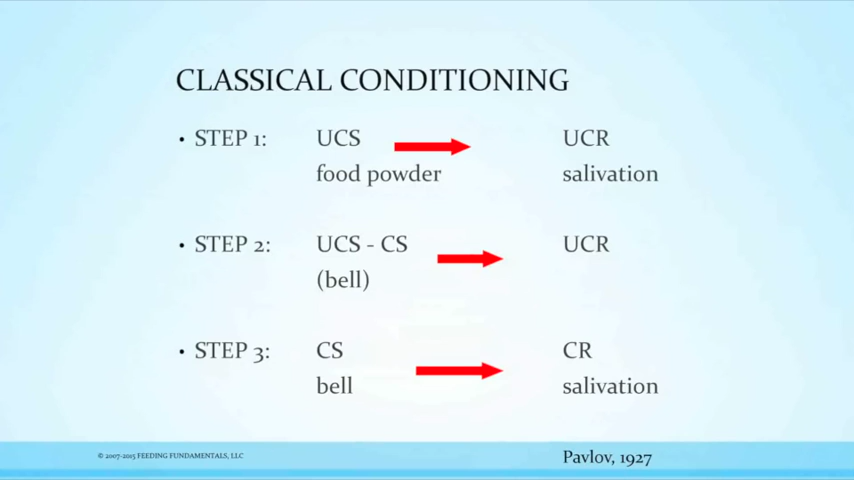 CLASSICAL CONDITIONING
• STEP 1: UCS UCR
food powder salivation
• STEP 2: UCS - CS UCR
(bell)
• STEP 3: CS CR
bell salivation
© 2007-2015 FEEDING FUNDAMENTALS, LLC
Pavlov, 1927